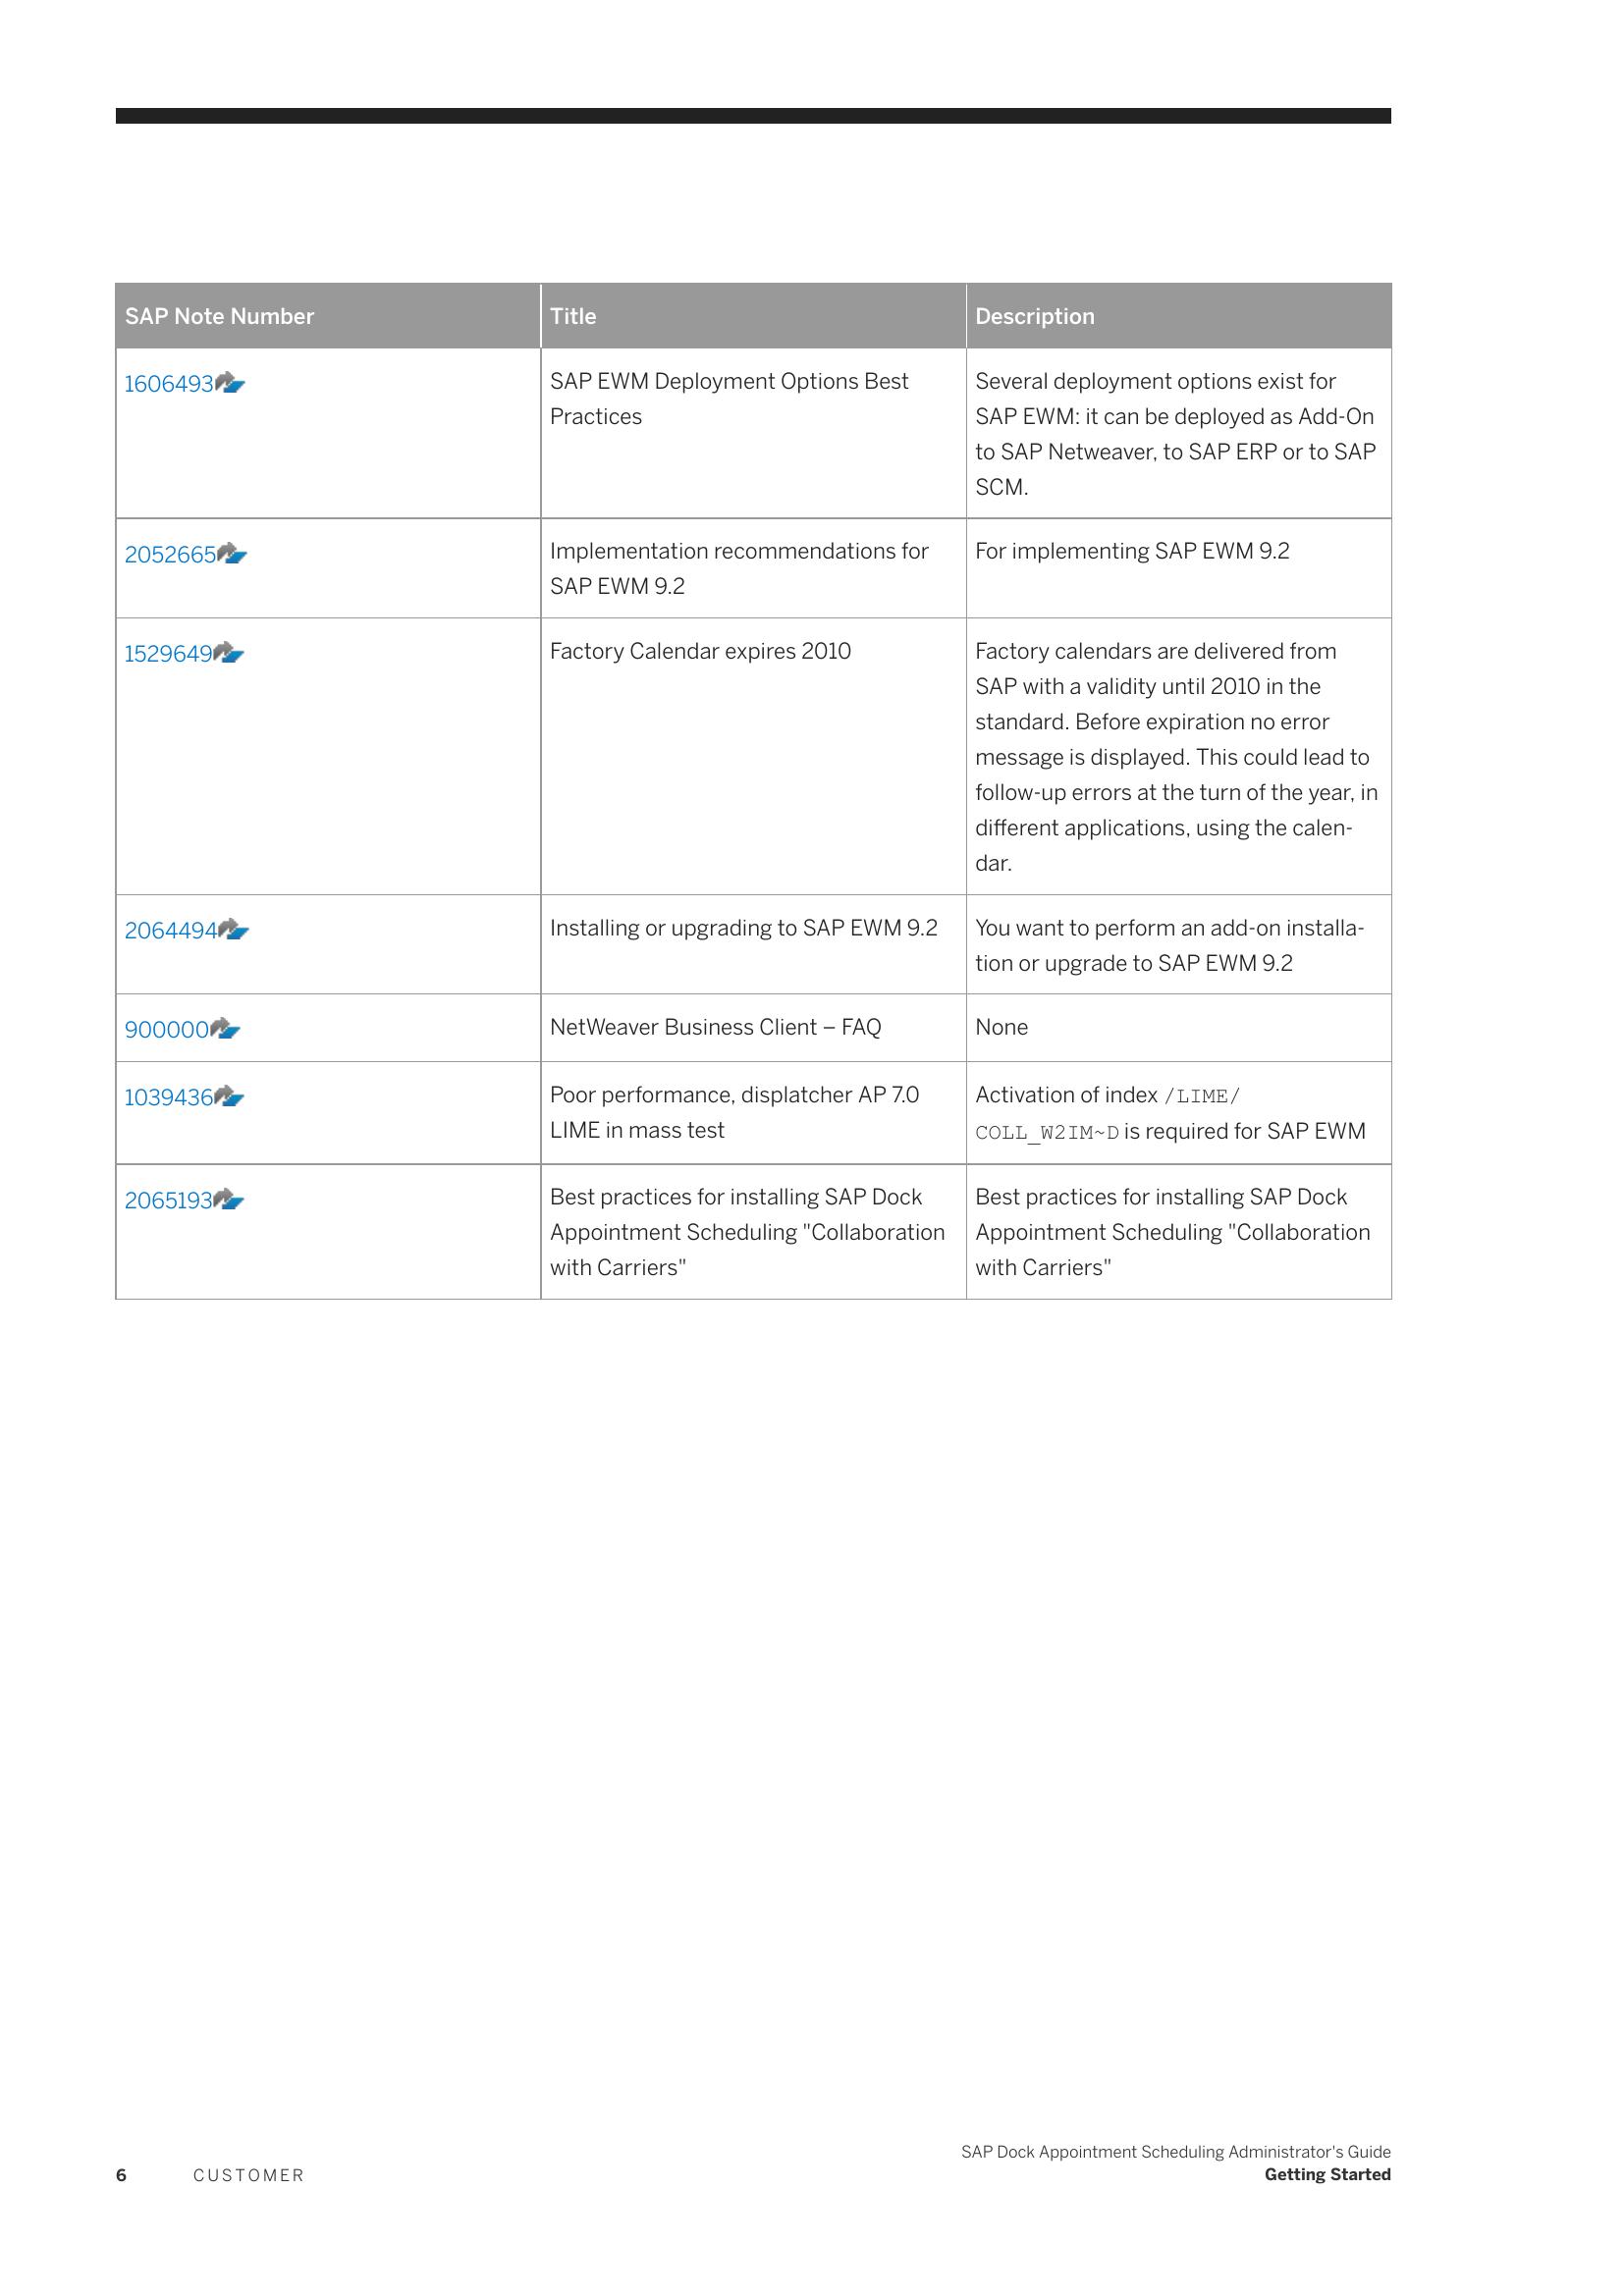 SAP Note Number
Title
Description
1606493
SAP EWM Deployment Options Best
Practices
Several deployment options exist for
SAP EWM: it can be deployed as Add-On
to SAP Netweaver, to SAP ERP or to SAP
SCM.
2052665
Implementation recommendations for
SAP EWM 9.2
For implementing SAP EWM 9.2
1529649
Factory Calendar expires 2010
Factory calendars are delivered from
SAP with a validity until 2010 in the
standard. Before expiration no error
message is displayed. This could lead to
follow-up errors at the turn of the year, in
different applications, using the calen-
dar.
2064494
Installing or upgrading to SAP EWM 9.2
You want to perform an add-on installa-
tion or upgrade to SAP EWM 9.2
900000
NetWeaver Business Client – FAQ
None
1039436
Poor performance, displatcher AP 7.0
LIME in mass test
Activation of index /LIME/
COLL_W2IM~D is required for SAP EWM
2065193
Best practices for installing SAP Dock
Appointment Scheduling "Collaboration
with Carriers"
Best practices for installing SAP Dock
Appointment Scheduling "Collaboration
with Carriers"
6 CUSTOMER
SAP Dock Appointment Scheduling Administrator's Guide
Getting Started